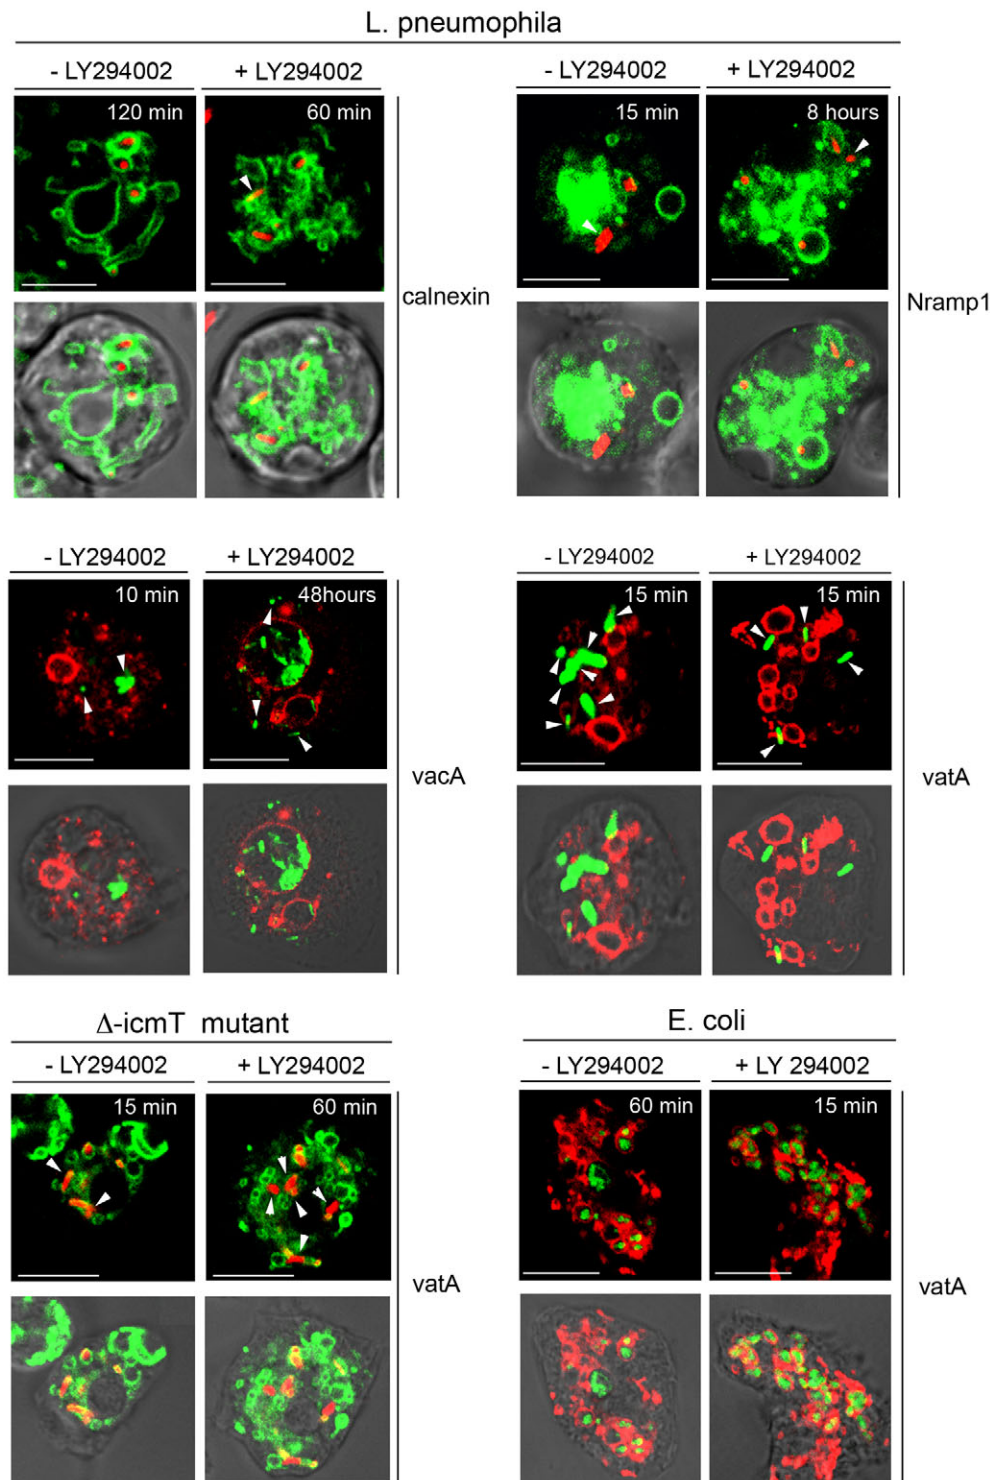 L. pneumophila
- LY294002
+ LY294002
- LY294002
+ LY294002
120 min
60 min
15 min
8 hours
calnexin
Nramp1
- LY294002
+ LY294002
- LY294002
+ LY294002
10 min
48hours
15 min
15 min
vacA
vatA
Δ-icmT mutant
E. coli
- LY294002
+ LY294002
- LY294002
+ LY 294002
15 min
60 min
60 min
15 min
vatA
vatA